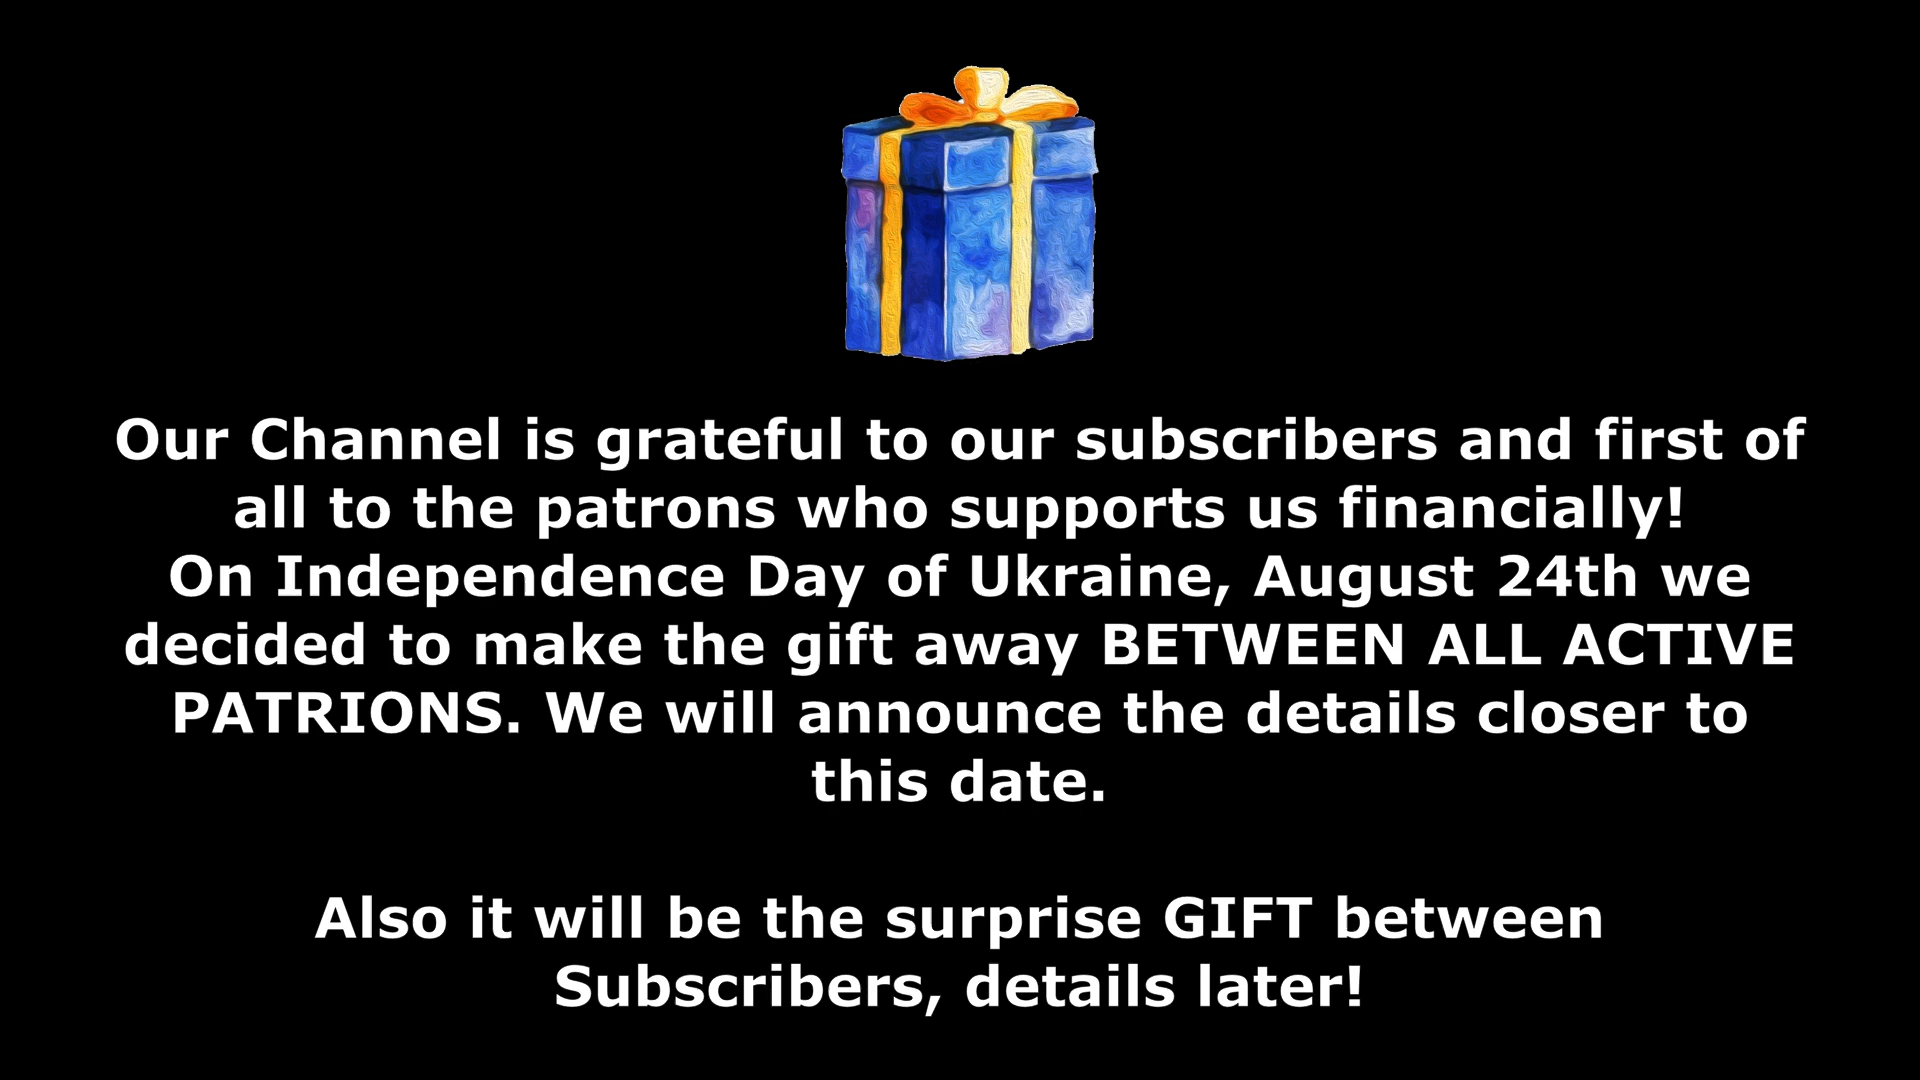 Our Channel is grateful to our subscribers and first of
all to the patrons who supports us financially!
On Independence Day of Ukraine, August 24th we
decided to make the gift away BETWEEN ALL ACTIVE
PATRIONS. We will announce the details closer to
this date.
Also it will be the surprise GIFT between
Subscribers, details later!